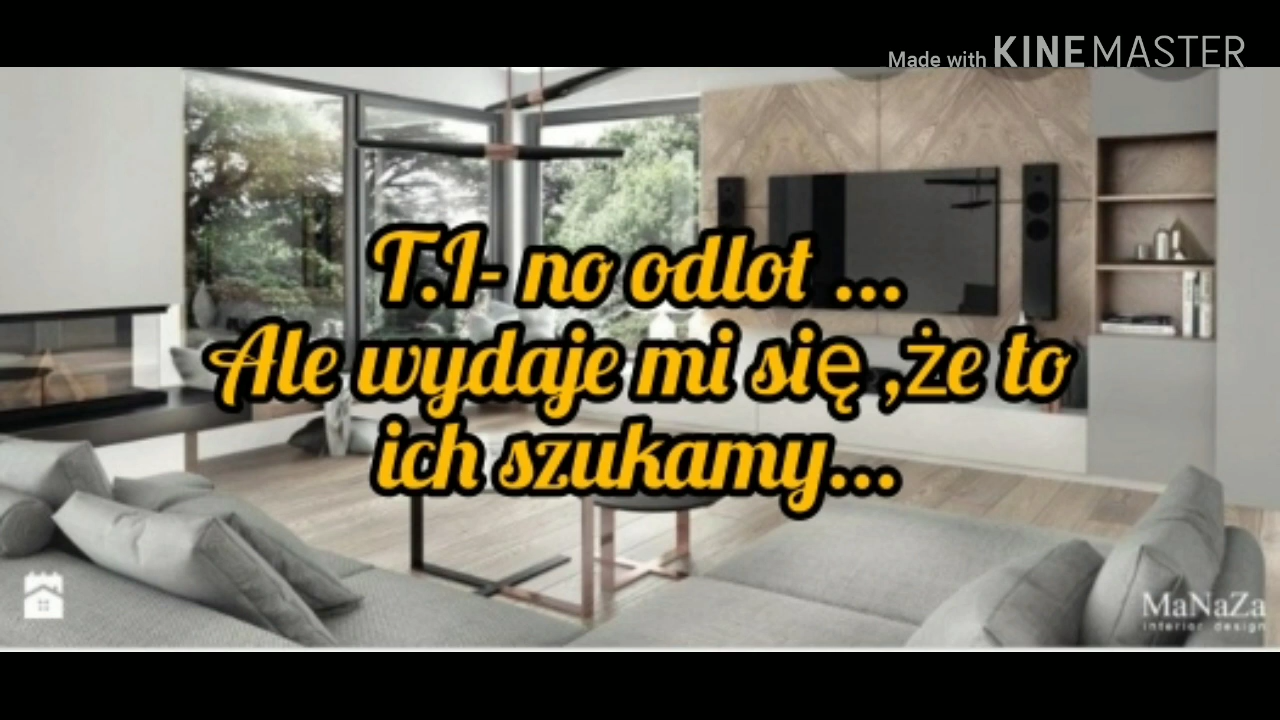 Made with KINEMASTER
T.I- no odlot ...
Ale wydaje mi się ,że to
ich szukamy...
MaNaZa
interior design